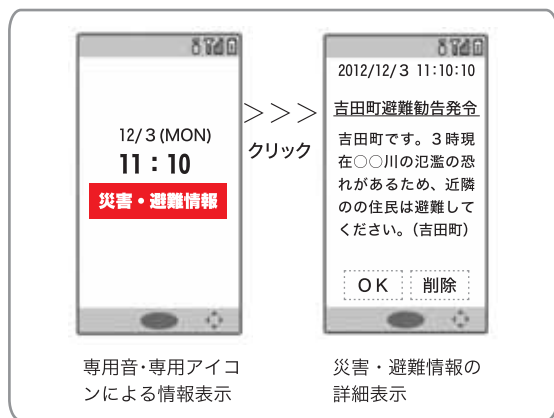 12/3(MON)
11:10
災害・避難情報
>>>
クリック
2012/12/3 11:10:10
吉田町避難勧告発令
吉田町です。3時現
在○○川の氾濫の恐
れがあるため、近隣
のの住民は避難して
ください。(吉田町)
OK
削除
専用音・専用アイコ
ンによる情報表示
災害・避難情報の
詳細表示